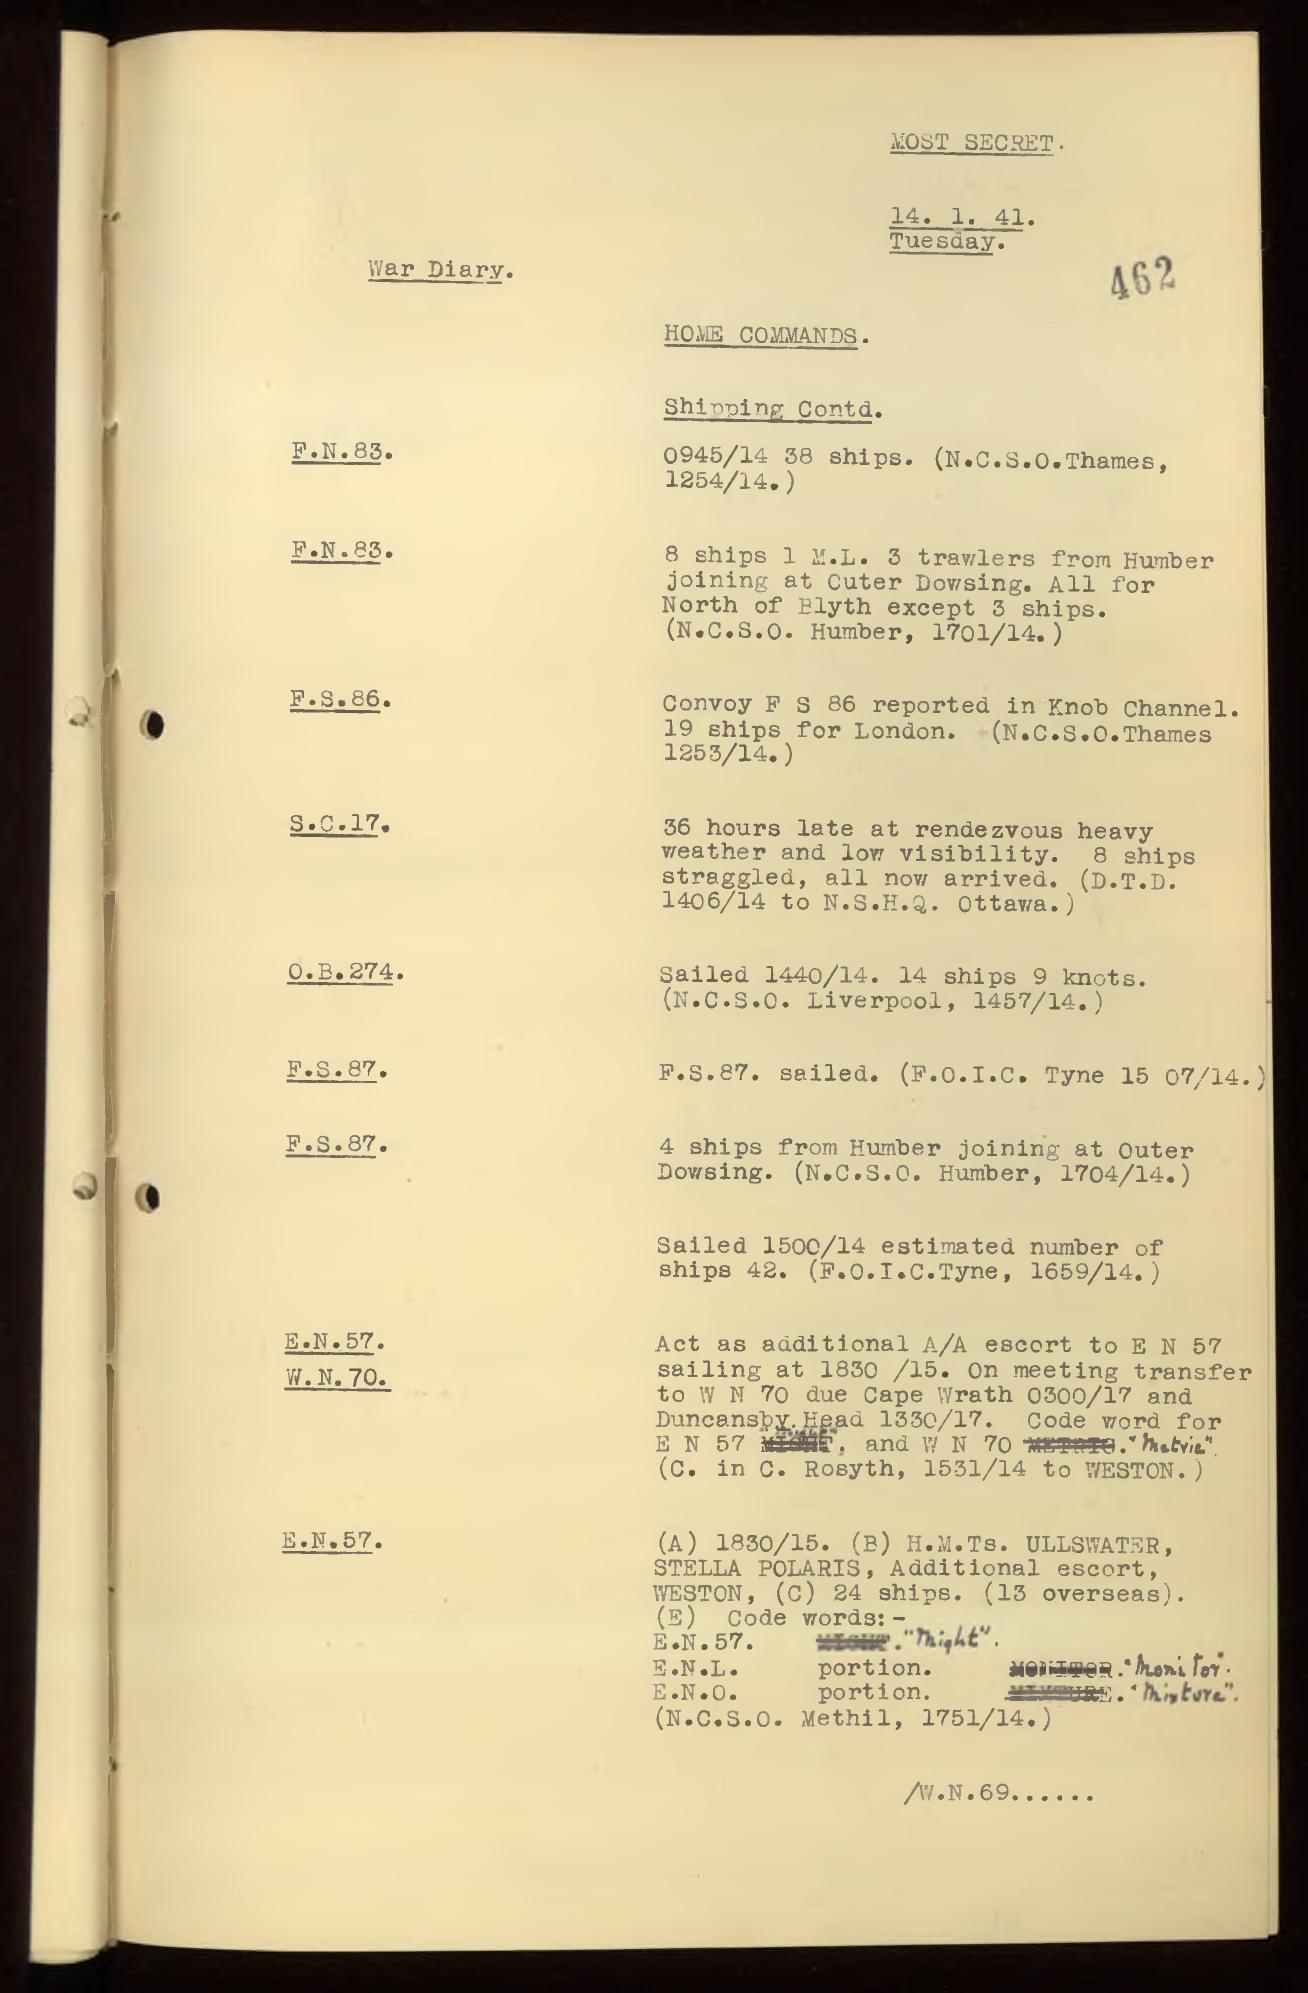 MOST SECRET.
14. 1. 41.
Tuesday.
War Diary.
462
HOME COMMANDS.
Shipping Contd.
F.N.83.
0945/14 38 ships. (N.C.S.O.Thames,
1254/14.)
F.N.83.
8 ships 1 M.L. 3 trawlers from Humber
joining at Outer Dowsing. All for
North of Blyth except 3 ships.
(N.C.S.O. Humber, 1701/14.)
F.S.86.
Convoy F S 86 reported in Knob Channel.
19 ships for London. (N.C.S.O.Thames
1253/14.)
S.C.17.
36 hours late at rendezvous heavy
weather and low visibility. 8 ships
straggled, all now arrived. (D.T.D.
1406/14 to N.S.H.Q. Ottawa.)
O.B.274.
Sailed 1440/14. 14 ships 9 knots.
(N.C.S.O. Liverpool, 1457/14.)
F.S.87.
F.S.87. sailed. (F.O.I.C. Tyne 15 07/14.)
F.S.87.
4 ships from Humber joining at Outer
Dowsing. (N.C.S.O. Humber, 1704/14.)
Sailed 1500/14 estimated number of
ships 42. (F.O.I.C.Tyne, 1659/14.)
E.N.57.
W.N.70.
Act as additional A/A escort to E N 57
sailing at 1830 /15. On meeting transfer
to W N 70 due Cape Wrath 0300/17 and
Duncansby Head 1330/17. Code word for
E N 57 MIGHT, and W N 70 METRIC. "Metric".
(C. in C. Rosyth, 1531/14 to WESTON.)
E.N.57.
(A) 1830/15. (B) H.M.Ts. ULLSWATER,
STELLA POLARIS, Additional escort,
WESTON, (C) 24 ships. (13 overseas).
(E) Code words:-
E.N.57. MIGHT. "Might".
E.N.L. portion. MONITOR. "Monitor".
E.N.O. portion. MIXTURE. "Mixture".
(N.C.S.O. Methil, 1751/14.)
/W.N.69......